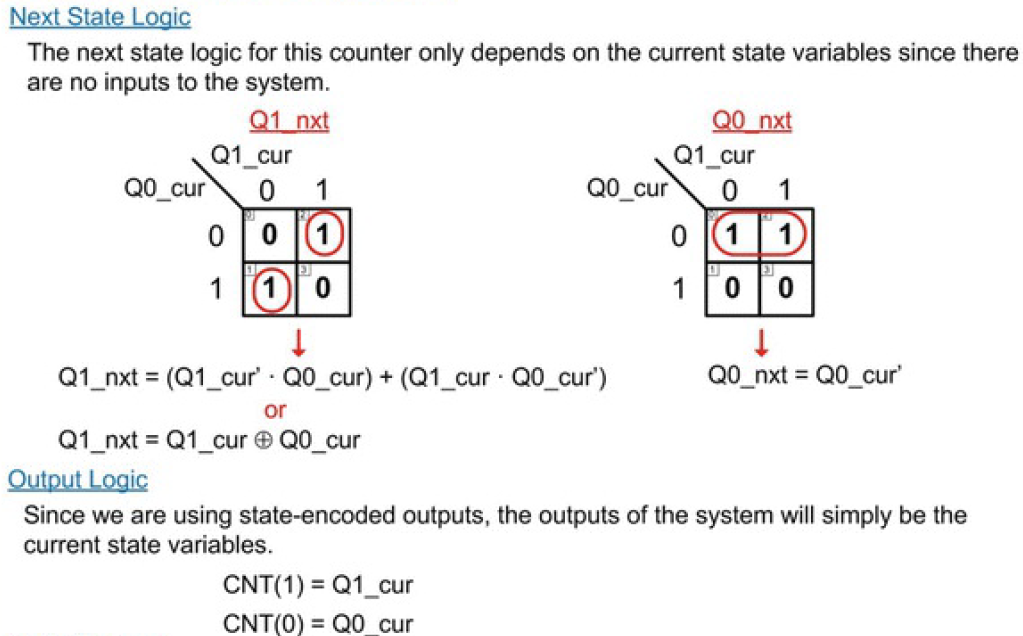 Next State Logic
The next state logic for this counter only depends on the current state variables since there
are no inputs to the system.
Q1_nxt
Q1_cur
Q0_cur 0 1
0 0 1
1 1 0
Q0_nxt
Q1_cur
Q0_cur 0 1
0 1 1
1 0 0
Q1_nxt = (Q1_cur' · Q0_cur) + (Q1_cur · Q0_cur')
or
Q1_nxt = Q1_cur ⊕ Q0_cur
Q0_nxt = Q0_cur'
Output Logic
Since we are using state-encoded outputs, the outputs of the system will simply be the
current state variables.
CNT(1) = Q1_cur
CNT(0) = Q0_cur